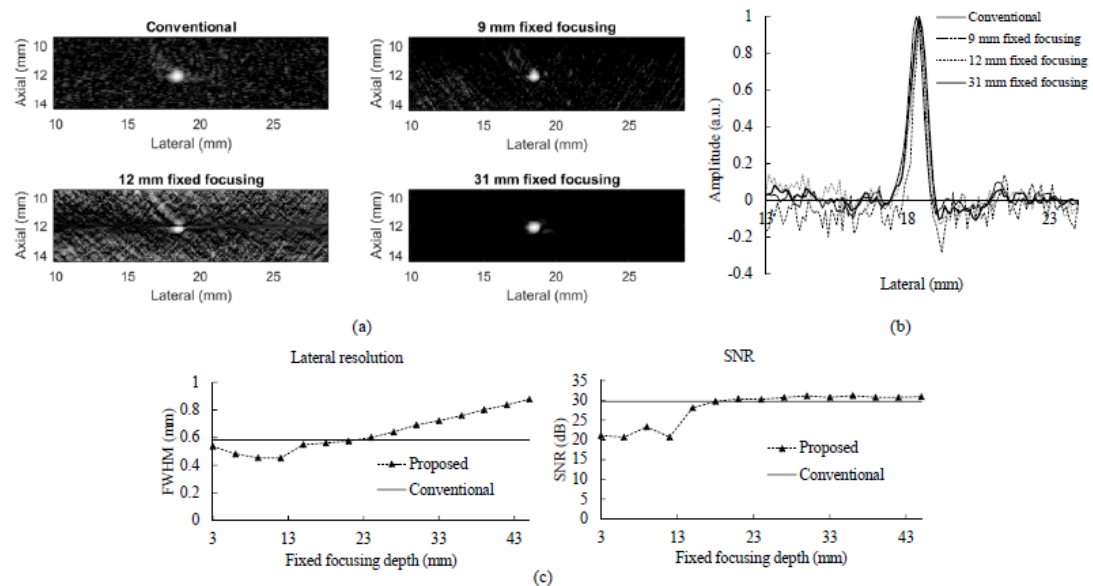 Conventional
Axial (mm)
10
12
14
10 15 20 25
Lateral (mm)
9 mm fixed focusing
Axial (mm)
10
12
14
10 15 20 25
Lateral (mm)
12 mm fixed focusing
Axial (mm)
10
12
14
10 15 20 25
Lateral (mm)
31 mm fixed focusing
Axial (mm)
10
12
14
10 15 20 25
Lateral (mm)
(a)
Amplitude (a.u.)
1
0.8
0.6
0.4
0.2
0
-0.2
-0.4
13 18 23
Lateral (mm)
Conventional
9 mm fixed focusing
12 mm fixed focusing
31 mm fixed focusing
(b)
Lateral resolution
FWHM (mm)
1
0.8
0.6
0.4
0.2
0
3 13 23 33 43
Fixed focusing depth (mm)
Proposed
Conventional
SNR
SNR (dB)
35
30
25
20
15
10
5
0
3 13 23 33 43
Fixed focusing depth (mm)
Proposed
Conventional
(c)